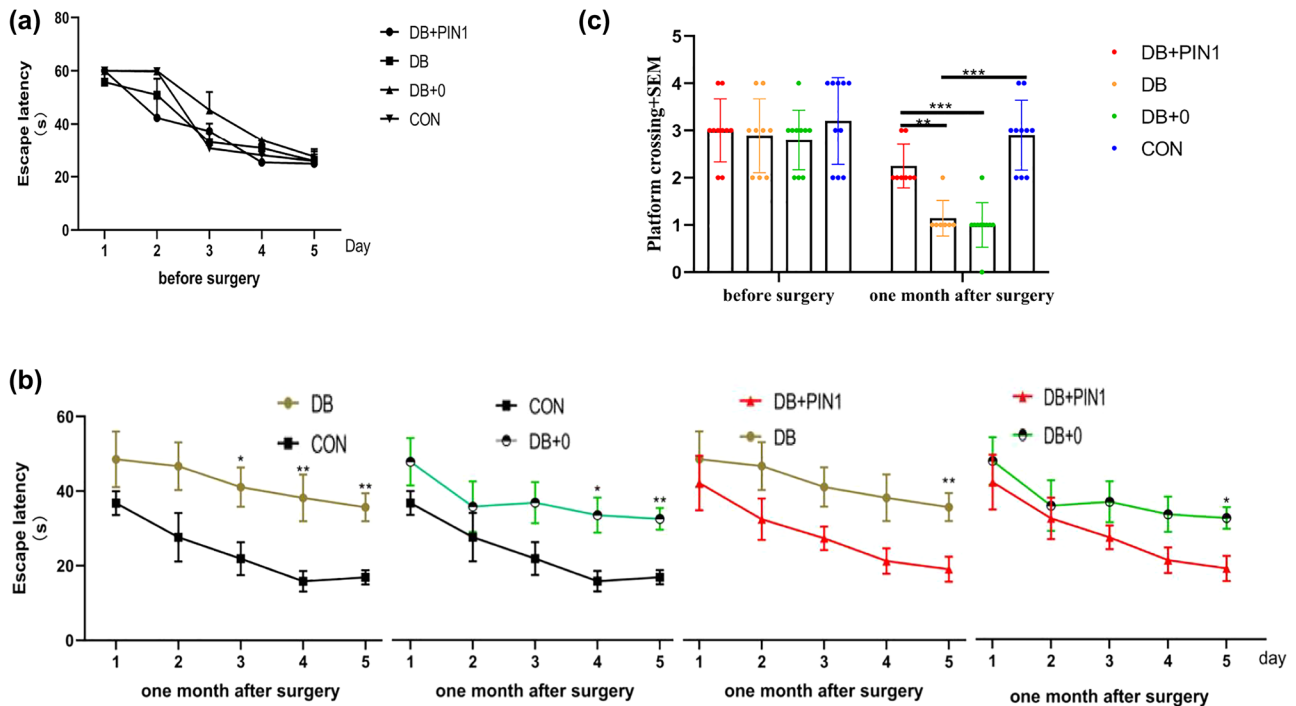 (a)
80
60
40
20
0
Escape latency
(s)
1 2 3 4 5 Day
before surgery
DB+PIN1
DB
DB+0
CON
(c)
5
4
3
2
1
0
Platform crossing+SEM
***
***
**
before surgery one month after surgery
DB+PIN1
DB
DB+0
CON
(b)
60
40
20
0
Escape latency
(s)
DB
CON
* ** **
1 2 3 4 5
one month after surgery
CON
DB+0
* **
1 2 3 4 5
one month after surgery
DB+PIN1
DB
**
1 2 3 4 5
one month after surgery
DB+PIN1
DB+0
*
1 2 3 4 5 day
one month after surgery